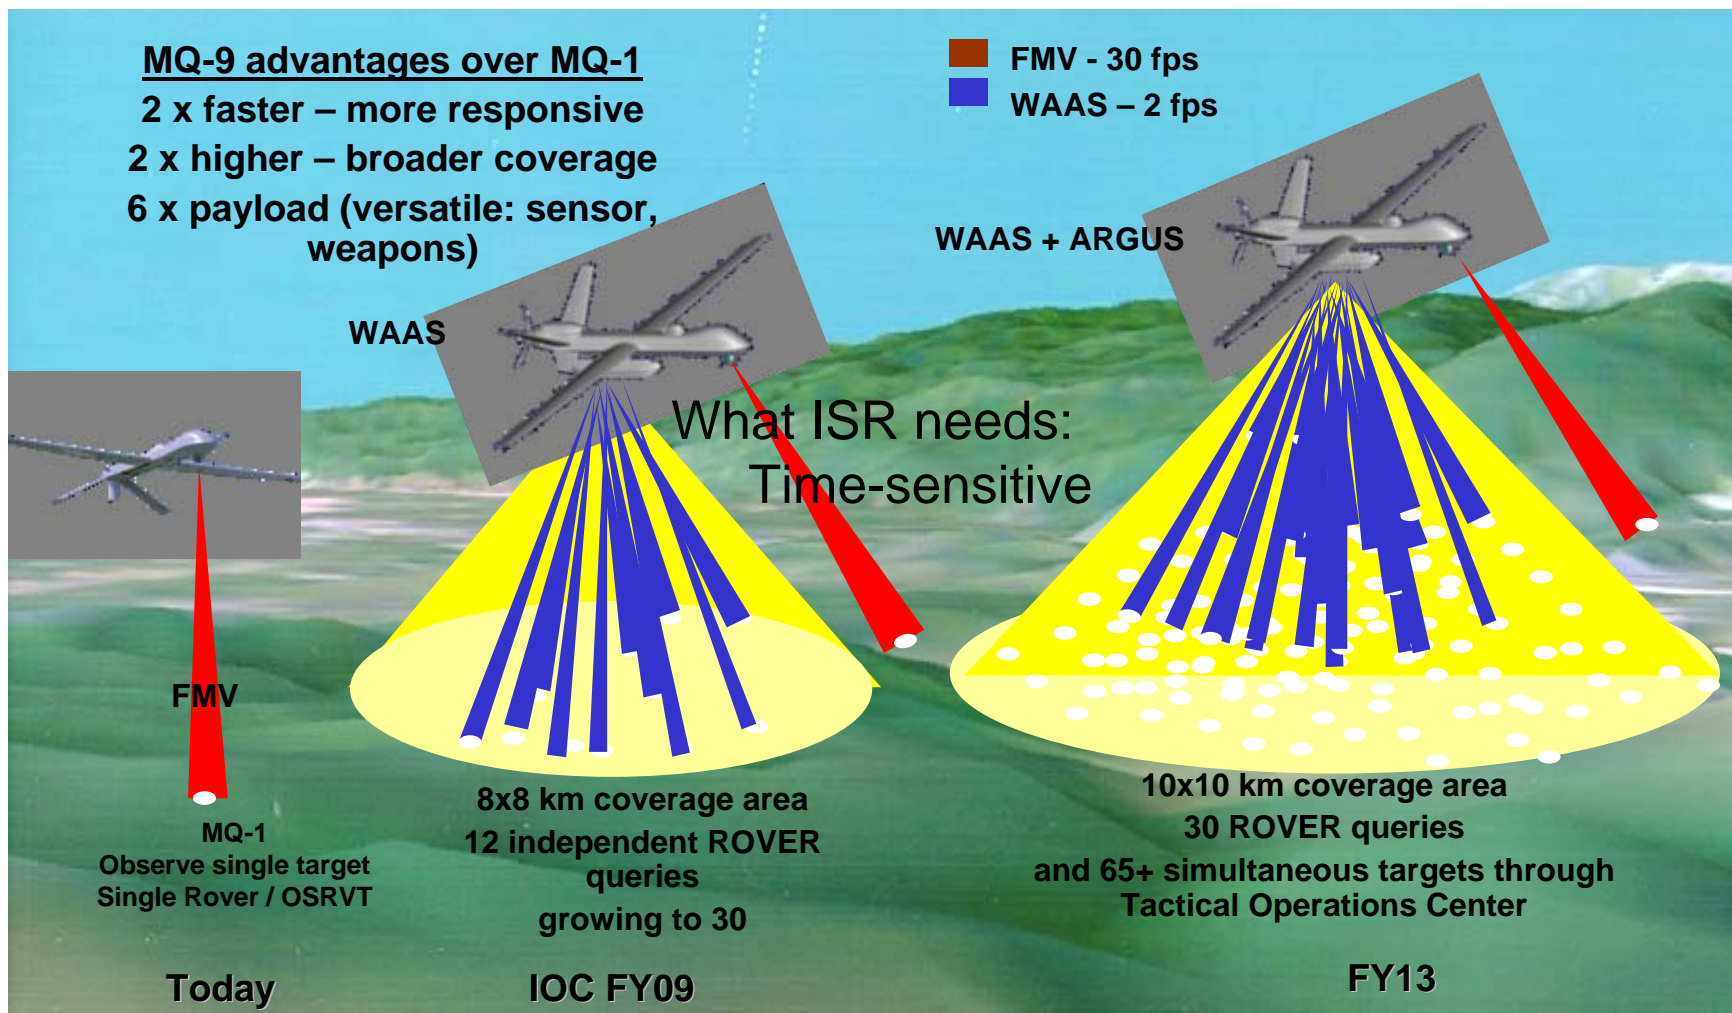 MQ-9 advantages over MQ-1
2 x faster – more responsive
2 x higher – broader coverage
6 x payload (versatile: sensor,
weapons)
FMV - 30 fps
WAAS – 2 fps
WAAS
WAAS + ARGUS
What ISR needs:
Time-sensitive
FMV
MQ-1
Observe single target
Single Rover / OSRVT
Today
8x8 km coverage area
12 independent ROVER
queries
growing to 30
IOC FY09
10x10 km coverage area
30 ROVER queries
and 65+ simultaneous targets through
Tactical Operations Center
FY13